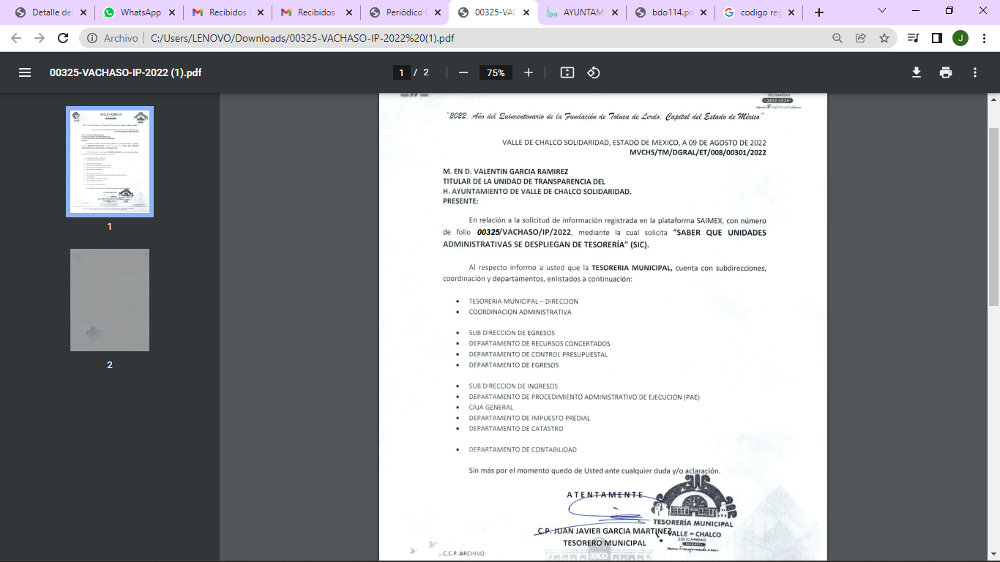 Detalle del
WhatsApp
Recibidos
Recibidos
Periódico O
00325-VAC
AYUNTAM
bdo114.pd
codigo reg
Archivo
C:/Users/LENOVO/Downloads/00325-VACHASO-IP-2022%20(1).pdf
J
00325-VACHASO-IP-2022 (1).pdf
1 / 2
75%
1
2
SOLIDARIDAD
"2022. Año del Quincentenario de la Fundación de Toluca de Lerdo. Capital del Estado de México"
VALLE DE CHALCO SOLIDARIDAD, ESTADO DE MEXICO, A 09 DE AGOSTO DE 2022
MVCHS/TM/DGRAL/ET/008/00301/2022
M. EN D. VALENTIN GARCIA RAMIREZ
TITULAR DE LA UNIDAD DE TRANSPARENCIA DEL
H. AYUNTAMIENTO DE VALLE DE CHALCO SOLIDARIDAD.
PRESENTE:
En relación a la solicitud de información registrada en la plataforma SAIMEX, con número
de folio 00325/VACHASO/IP/2022, mediante la cual solicita "SABER QUE UNIDADES
ADMINISTRATIVAS SE DESPLIEGAN DE TESORERÍA" (SIC).
Al respecto informo a usted que la TESORERIA MUNICIPAL, cuenta con subdirecciones,
coordinación y departamentos, enlistados a continuación:
• TESORERIA MUNICIPAL – DIRECCION
• COORDINACION ADMINISTRATIVA
• SUB DIRECCION DE EGRESOS
• DEPARTAMENTO DE RECURSOS CONCERTADOS
• DEPARTAMENTO DE CONTROL PRESUPUESTAL
• DEPARTAMENTO DE EGRESOS
• SUB DIRECCION DE INGRESOS
• DEPARTAMENTO DE PROCEDIMIENTO ADMINISTRATIVO DE EJECUCION (PAE)
• CAJA GENERAL
• DEPARTAMENTO DE IMPUESTO PREDIAL
• DEPARTAMENTO DE CATASTRO
• DEPARTAMENTO DE CONTABILIDAD
Sin más por el momento quedo de Usted ante cualquier duda y/o aclaración.
ATENTAMENTE
C.P. JUAN JAVIER GARCIA MARTINEZ
TESORERO MUNICIPAL
XICO
TESORERÍA MUNICIPAL
VALLE DE CHALCO
SOLIDARIDAD
C.C.P. ARCHIVO
XICO